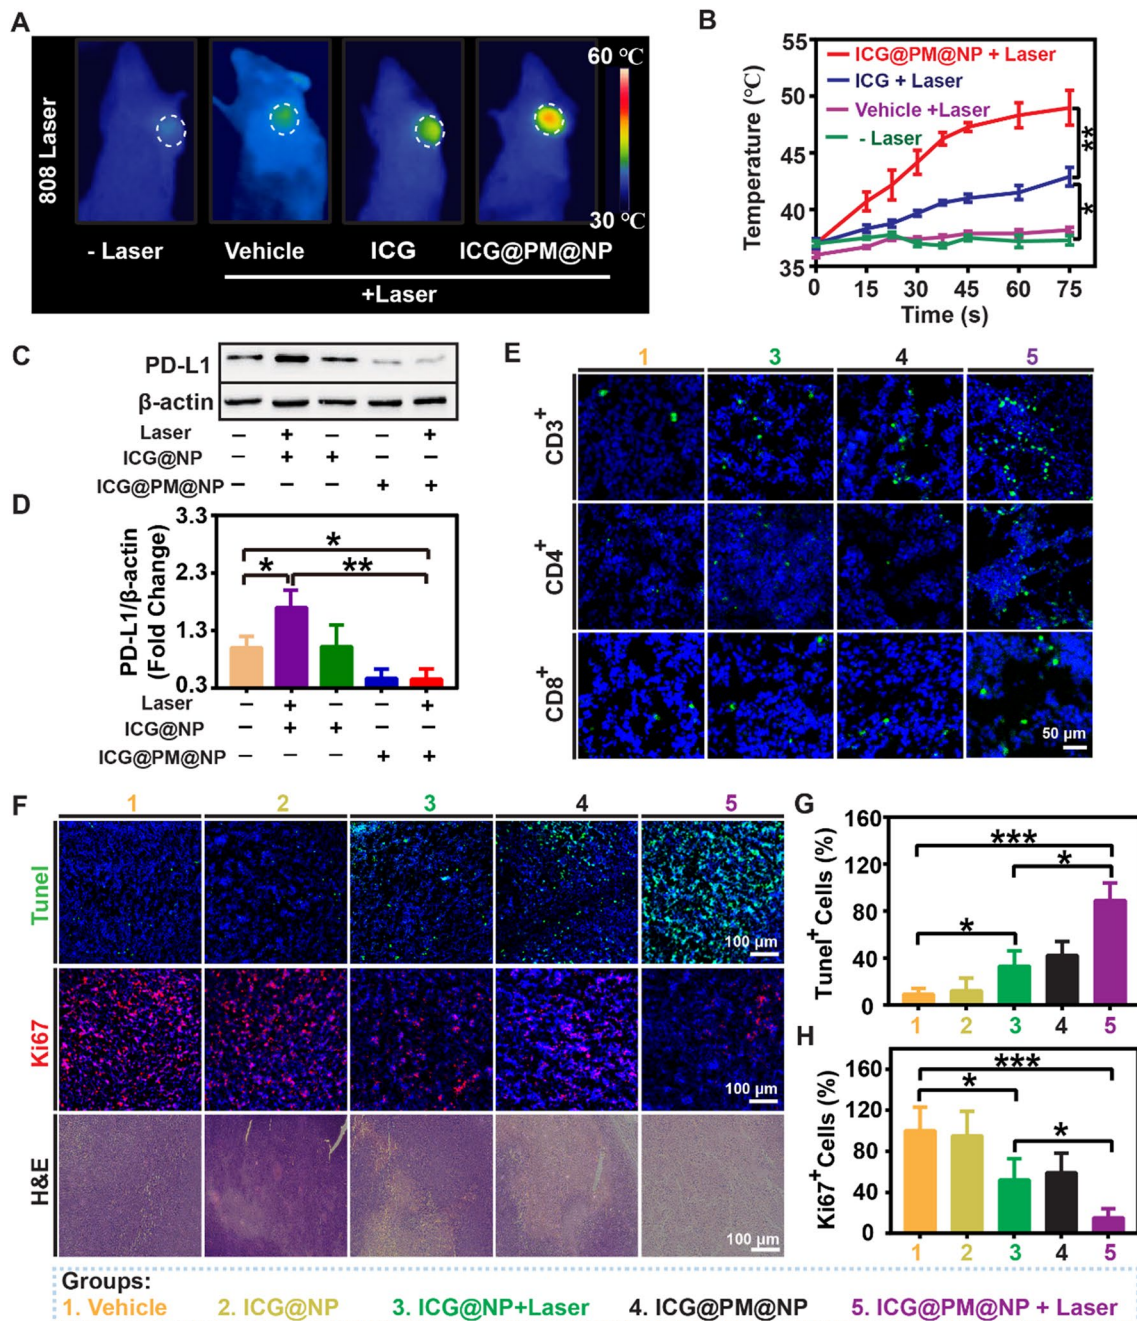 A
60 °C
30 °C
808 Laser
- Laser
Vehicle
ICG
ICG@PM@NP
+Laser
B
Temperature (℃)
55
50
45
40
35
ICG@PM@NP + Laser
ICG + Laser
Vehicle +Laser
- Laser
**
*
0 15 30 45 60 75
Time (s)
C
PD-L1
β-actin
Laser – + – – +
ICG@NP – + + – –
ICG@PM@NP – – – + +
D
PD-L1/β-actin
(Fold Change)
3.3
2.3
1.3
0.3
*
* **
Laser – + – – +
ICG@NP – + + – –
ICG@PM@NP – – – + +
E
1 3 4 5
CD3+
CD4+
CD8+
50 µm
F
1 2 3 4 5
Tunel
100 µm
Ki67
100 µm
H&E
100 µm
G
Tunel+ Cells (%)
160
120
80
40
0
***
*
*
1 2 3 4 5
H
Ki67+ Cells (%)
160
120
80
40
0
***
*
*
1 2 3 4 5
Groups:
1. Vehicle 2. ICG@NP 3. ICG@NP+Laser 4. ICG@PM@NP 5. ICG@PM@NP + Laser